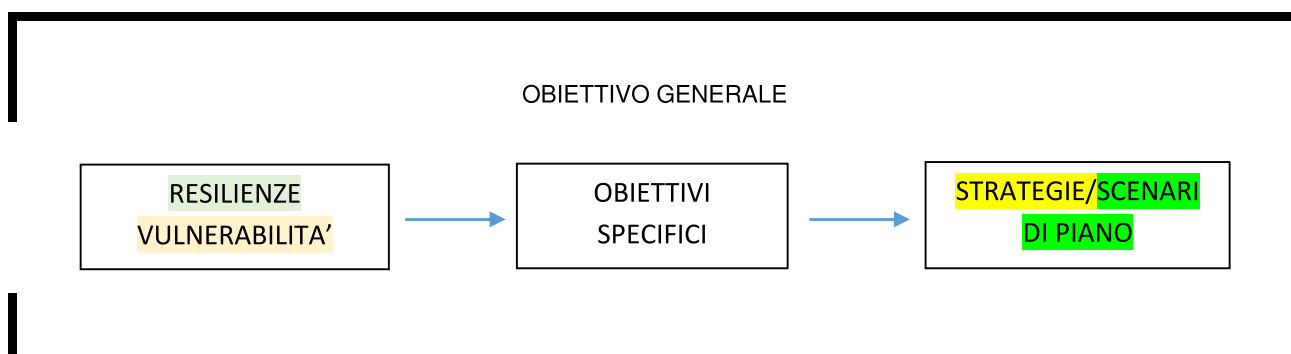 OBIETTIVO GENERALE
RESILIENZE
VULNERABILITA’
OBIETTIVI
SPECIFICI
STRATEGIE/SCENARI
DI PIANO